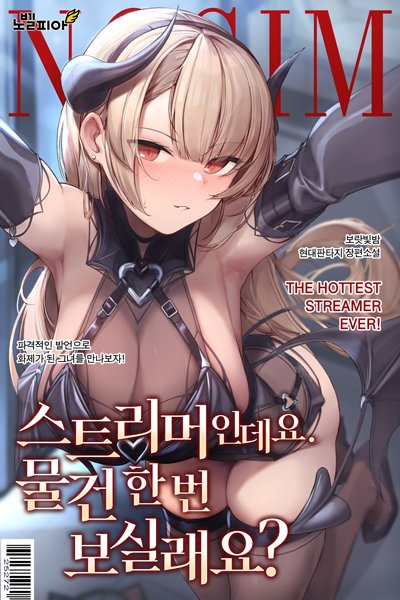 노벨피아
NOSIM
보랏빛밤
현대판타지 장편소설
THE HOTTEST
STREAMER
EVER!
파격적인 발언으로
화제가 된 그녀를 만나보자!
스트리머인데요.
물건 한 번
보실래요?
25272